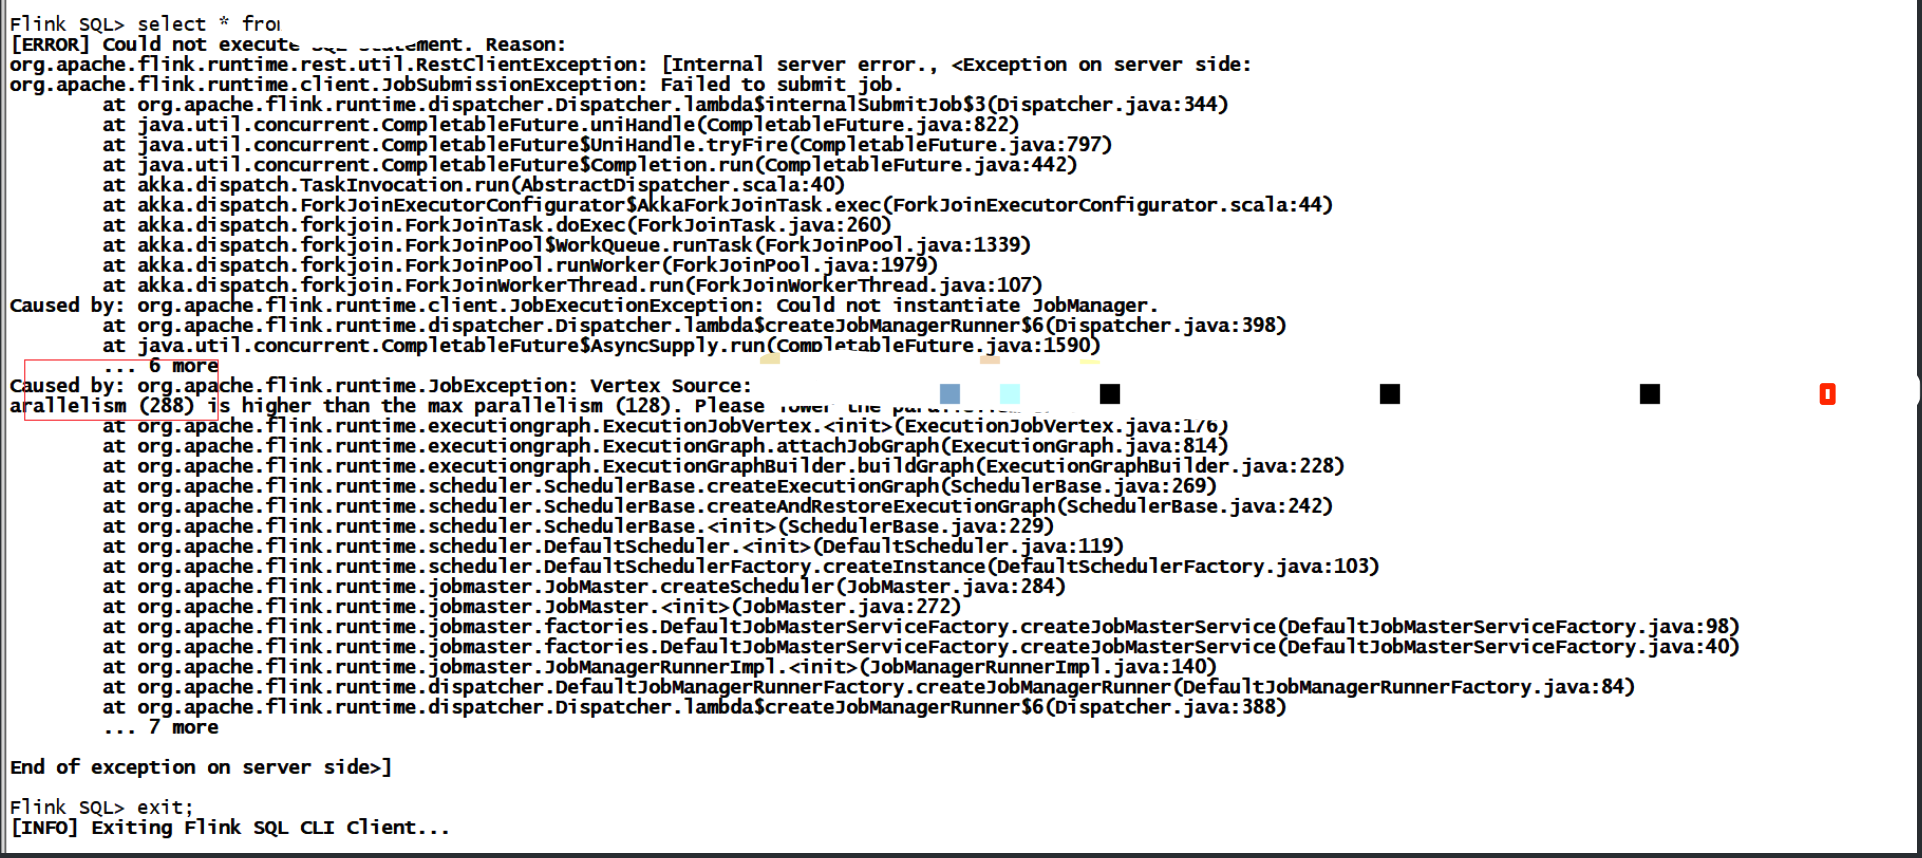 Flink SQL> select * from
[ERROR] Could not execute SQL statement. Reason:
org.apache.flink.runtime.rest.util.RestClientException: [Internal server error., <Exception on server side:
org.apache.flink.runtime.client.JobSubmissionException: Failed to submit job.
at org.apache.flink.runtime.dispatcher.Dispatcher.lambda$internalSubmitJob$3(Dispatcher.java:344)
at java.util.concurrent.CompletableFuture.uniHandle(CompletableFuture.java:822)
at java.util.concurrent.CompletableFuture$UniHandle.tryFire(CompletableFuture.java:797)
at java.util.concurrent.CompletableFuture$Completion.run(CompletableFuture.java:442)
at akka.dispatch.TaskInvocation.run(AbstractDispatcher.scala:40)
at akka.dispatch.ForkJoinExecutorConfigurator$AkkaForkJoinTask.exec(ForkJoinExecutorConfigurator.scala:44)
at akka.dispatch.forkjoin.ForkJoinTask.doExec(ForkJoinTask.java:260)
at akka.dispatch.forkjoin.ForkJoinPool$WorkQueue.runTask(ForkJoinPool.java:1339)
at akka.dispatch.forkjoin.ForkJoinPool.runWorker(ForkJoinPool.java:1979)
at akka.dispatch.forkjoin.ForkJoinWorkerThread.run(ForkJoinWorkerThread.java:107)
Caused by: org.apache.flink.runtime.client.JobExecutionException: Could not instantiate JobManager.
at org.apache.flink.runtime.dispatcher.Dispatcher.lambda$createJobManagerRunner$6(Dispatcher.java:398)
at java.util.concurrent.CompletableFuture$AsyncSupply.run(CompletableFuture.java:1590)
... 6 more
Caused by: org.apache.flink.runtime.JobException: Vertex Source:
arallelism (288) is higher than the max parallelism (128). Please lower the
at org.apache.flink.runtime.executiongraph.ExecutionJobVertex.<init>(ExecutionJobVertex.java:176)
at org.apache.flink.runtime.executiongraph.ExecutionGraph.attachJobGraph(ExecutionGraph.java:814)
at org.apache.flink.runtime.executiongraph.ExecutionGraphBuilder.buildGraph(ExecutionGraphBuilder.java:228)
at org.apache.flink.runtime.scheduler.SchedulerBase.createExecutionGraph(SchedulerBase.java:269)
at org.apache.flink.runtime.scheduler.SchedulerBase.createAndRestoreExecutionGraph(SchedulerBase.java:242)
at org.apache.flink.runtime.scheduler.SchedulerBase.<init>(SchedulerBase.java:229)
at org.apache.flink.runtime.scheduler.DefaultScheduler.<init>(DefaultScheduler.java:119)
at org.apache.flink.runtime.scheduler.DefaultSchedulerFactory.createInstance(DefaultSchedulerFactory.java:103)
at org.apache.flink.runtime.jobmaster.JobMaster.createScheduler(JobMaster.java:284)
at org.apache.flink.runtime.jobmaster.JobMaster.<init>(JobMaster.java:272)
at org.apache.flink.runtime.jobmaster.factories.DefaultJobMasterServiceFactory.createJobMasterService(DefaultJobMasterServiceFactory.java:98)
at org.apache.flink.runtime.jobmaster.factories.DefaultJobMasterServiceFactory.createJobMasterService(DefaultJobMasterServiceFactory.java:40)
at org.apache.flink.runtime.jobmaster.JobManagerRunnerImpl.<init>(JobManagerRunnerImpl.java:140)
at org.apache.flink.runtime.dispatcher.DefaultJobManagerRunnerFactory.createJobManagerRunner(DefaultJobManagerRunnerFactory.java:84)
at org.apache.flink.runtime.dispatcher.Dispatcher.lambda$createJobManagerRunner$6(Dispatcher.java:388)
... 7 more
End of exception on server side>]
Flink SQL> exit;
[INFO] Exiting Flink SQL CLI Client...